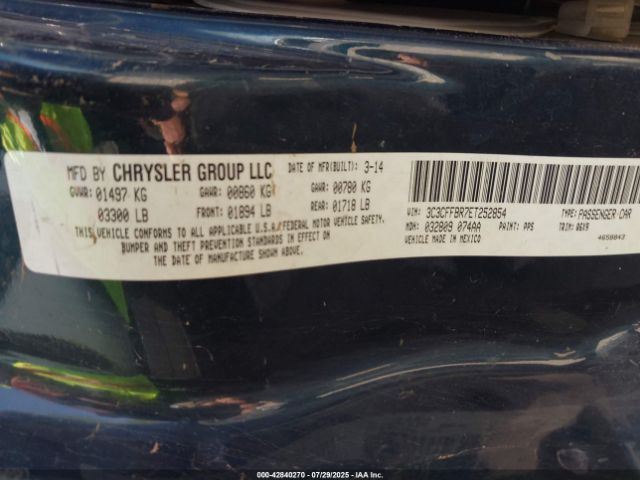 MFD BY CHRYSLER GROUP LLC DATE OF MFR(BUILT): 3-14
GVWR: 01497 KG GAWR: 00860 KG GAWR: 00780 KG
03300 LB FRONT: 01894 LB REAR: 01718 LB
THIS VEHICLE CONFORMS TO ALL APPLICABLE U.S.A./FEDERAL MOTOR VEHICLE SAFETY,
BUMPER AND THEFT PREVENTION STANDARDS IN EFFECT ON
THE DATE OF MANUFACTURE SHOWN ABOVE.
VIN: 3C3CFFBR7ET252854 TYPE: PASSENGER CAR
MDH: 032809 074AA PAINT: PPS TRIM: A6X9
VEHICLE MADE IN MEXICO 4658843
000-42840270 | 07/29/2025 | IAA Inc.